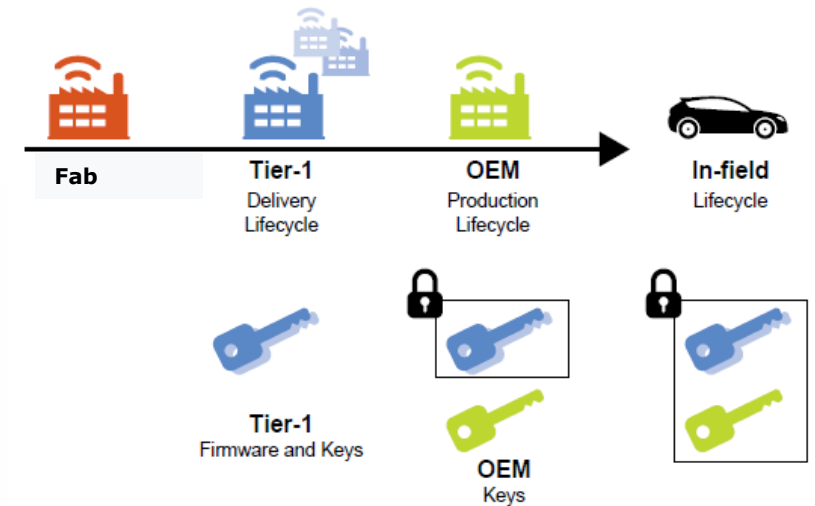 Fab
Tier-1
Delivery
Lifecycle
OEM
Production
Lifecycle
In-field
Lifecycle
Tier-1
Firmware and Keys
OEM
Keys